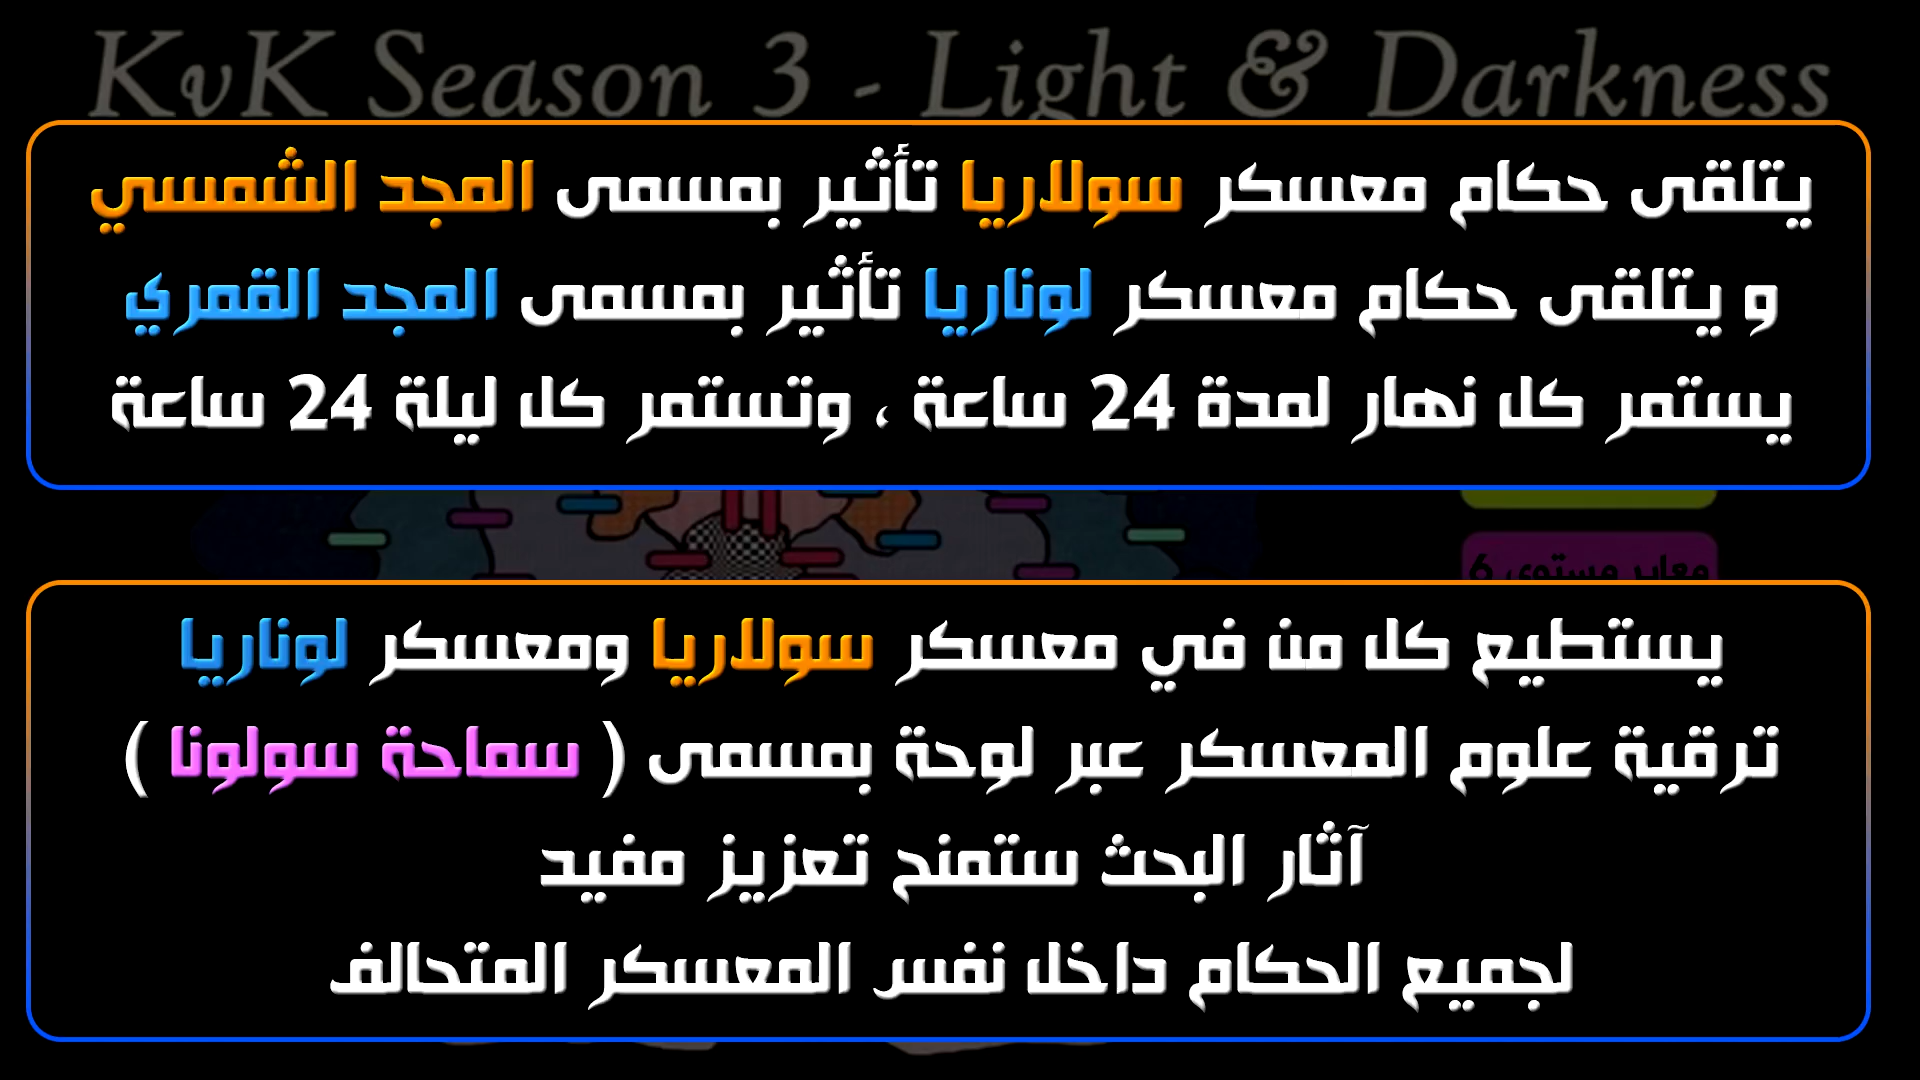 KvK Season 3 - Light & Darkness
يتلقى حكام معسكر سولاريا تأثير بمسمى المجد الشمسي
و يتلقى حكام معسكر لوناريا تأثير بمسمى المجد القمري
يستمر كل نهار لمدة 24 ساعة ، وتستمر كل ليلة 24 ساعة
معابر مستوى 6
يستطيع كل من في معسكر سولاريا ومعسكر لوناريا
ترقية علوم المعسكر عبر لوحة بمسمى ( سماحة سولونا )
آثار البحث ستمنح تعزيز مفيد
لجميع الحكام داخل نفس المعسكر المتحالف